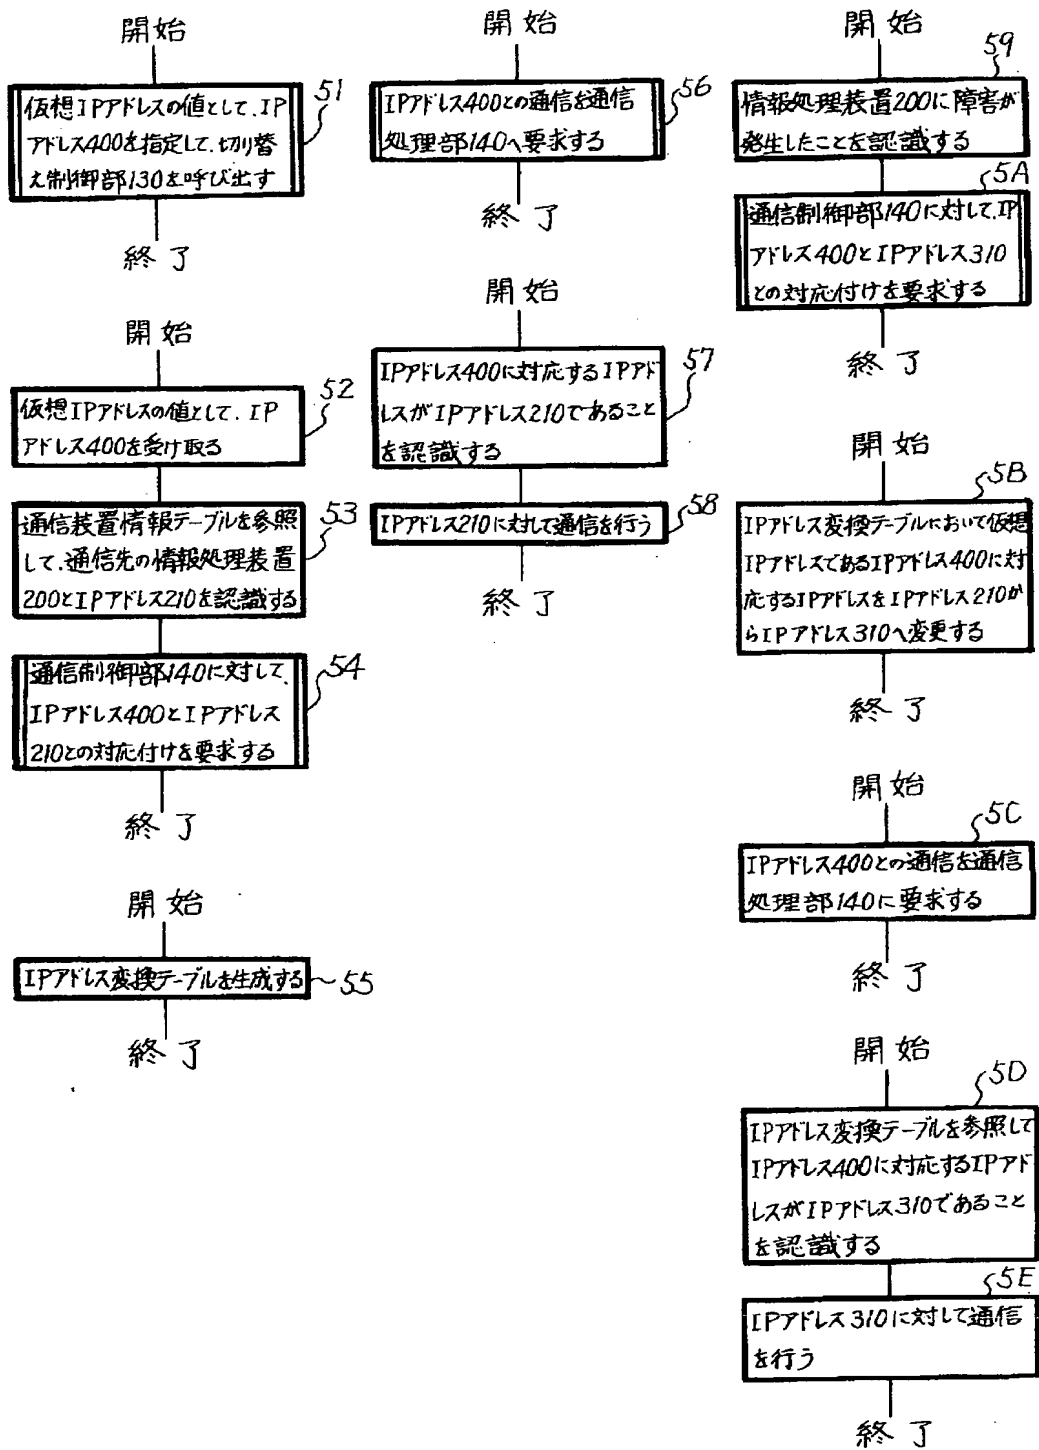 開始
仮想IPアドレスの値として、IP
アドレス400を指定して、切り替
え制御部130を呼び出す
51
終了
開始
仮想IPアドレスの値として、IP
アドレス400を受け取る
52
通信装置情報テーブルを参照
して、通信先の情報処理装置
200とIPアドレス210を認識する
53
通信制御部140に対して、
IPアドレス400とIPアドレス
210との対応付けを要求する
54
終了
開始
IPアドレス変換テーブルを生成する
55
終了
開始
IPアドレス400との通信を通信
処理部140へ要求する
56
終了
開始
IPアドレス400に対応するIPアド
レスがIPアドレス210であること
を認識する
57
IPアドレス210に対して通信を行う
58
終了
開始
59
情報処理装置200に障害が
発生したことを認識する
5A
通信制御部140に対して、IP
アドレス400とIPアドレス310
との対応付けを要求する
終了
開始
5B
IPアドレス変換テーブルにおいて仮想
IPアドレスであるIPアドレス400に対
応するIPアドレスをIPアドレス210か
らIPアドレス310へ変更する
終了
開始
5C
IPアドレス400との通信を通信
処理部140に要求する
終了
開始
5D
IPアドレス変換テーブルを参照して
IPアドレス400に対応するIPアド
レスがIPアドレス310であること
を認識する
5E
IPアドレス310に対して通信
を行う
終了